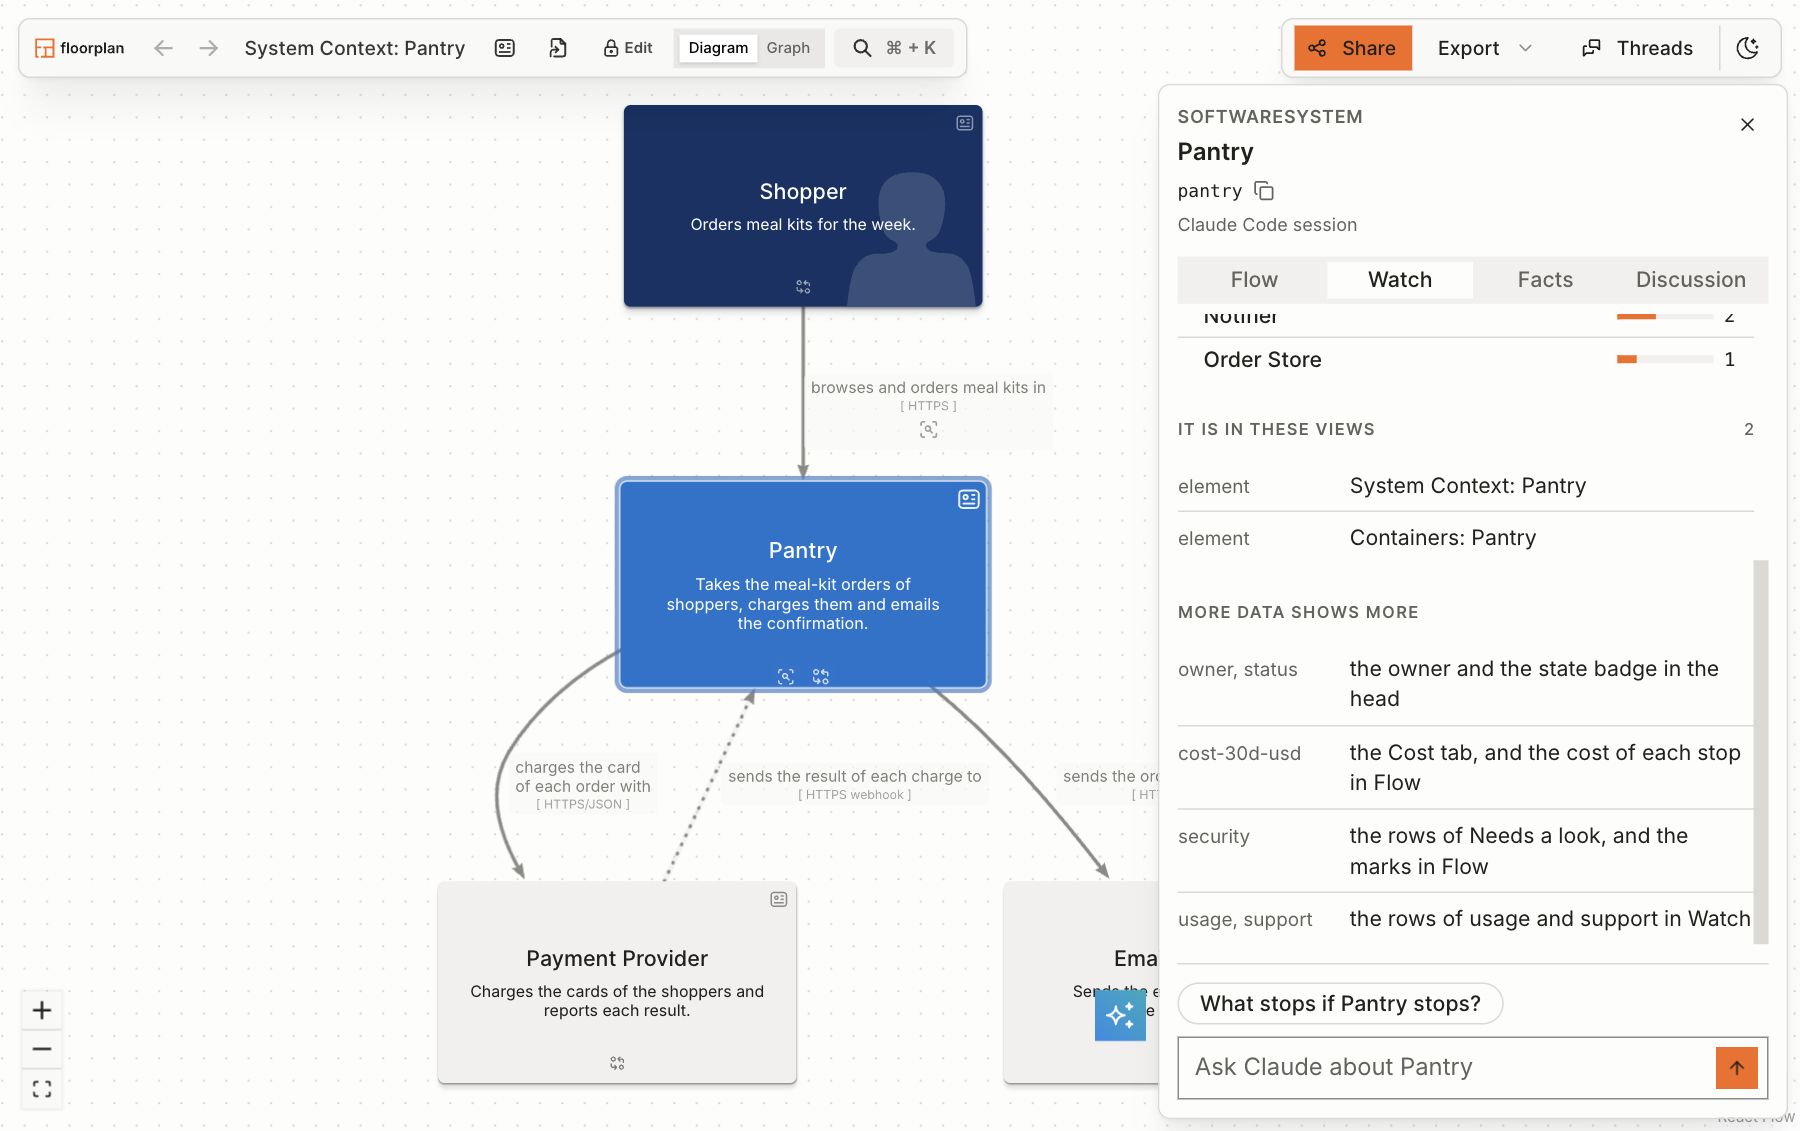 floorplan
System Context: Pantry
Edit
Diagram
Graph
⌘ + K
Share
Export
Threads
Shopper
Orders meal kits for the week.
browses and orders meal kits in
[ HTTPS ]
Pantry
Takes the meal-kit orders of
shoppers, charges them and emails
the confirmation.
charges the card
of each order with
[ HTTPS/JSON ]
sends the result of each charge to
[ HTTPS webhook ]
sends the
Payment Provider
Charges the cards of the shoppers and
reports each result.
SOFTWARESYSTEM
Pantry
pantry
Claude Code session
Flow
Watch
Facts
Discussion
Notifier 2
Order Store 1
IT IS IN THESE VIEWS 2
element System Context: Pantry
element Containers: Pantry
MORE DATA SHOWS MORE
owner, status the owner and the state badge in the
head
cost-30d-usd the Cost tab, and the cost of each stop
in Flow
security the rows of Needs a look, and the
marks in Flow
usage, support the rows of usage and support in Watch
What stops if Pantry stops?
Ask Claude about Pantry
React Flow